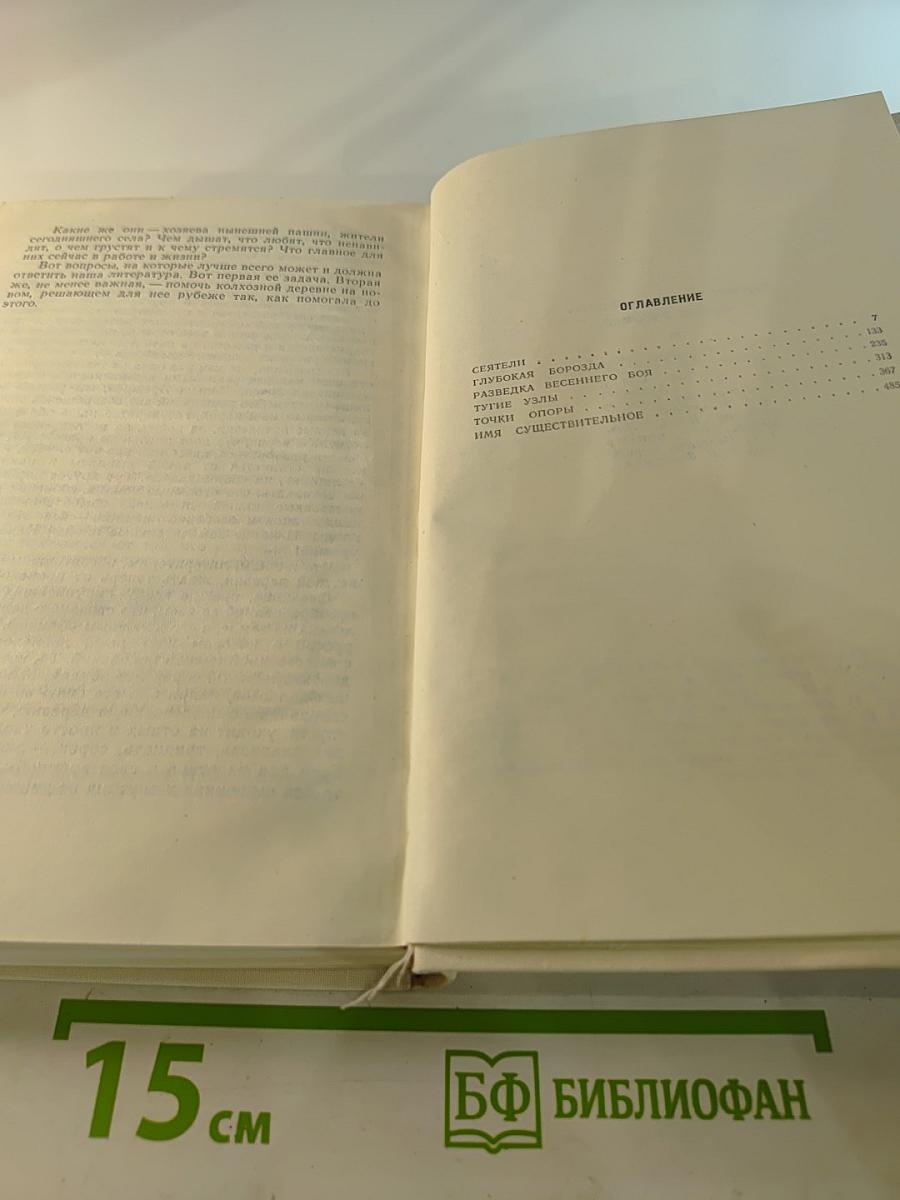 Какие же они — хозяева нынешней пашни, жители
сегодняшнего села? Чем дышат, что любят, что ненави-
дят, о чем грустят и к чему стремятся? Что главное для
них сейчас в работе и жизни?
Вот вопросы, на которые лучше всего может и должна
ответить наша литература. Вот первая ее задача. Вторая
же, не менее важная, — помочь колхозной деревне на но-
вом, решающем для нее рубеже так, как помогала до
этого.
ОГЛАВЛЕНИЕ
СЕЯТЕЛИ . . . . . . . . . . . . . . . . . . 7
ГЛУБОКАЯ БОРОЗДА . . . . . . . . . . . . . 133
РАЗВЕДКА ВЕСЕННЕГО БОЯ . . . . . . . . . . 235
ТУГИЕ УЗЛЫ . . . . . . . . . . . . . . . . 313
ТОЧКИ ОПОРЫ . . . . . . . . . . . . . . . 367
ИМЯ СУЩЕСТВИТЕЛЬНОЕ . . . . . . . . . . . 485
15 см
БФ БИБЛИОФАН